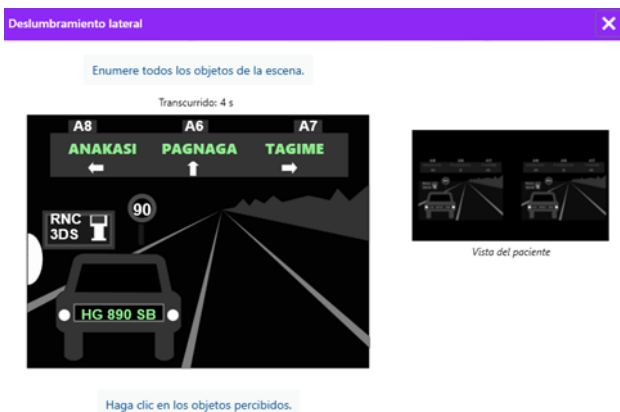 Deslumbramiento lateral
Enumere todos los objetos de la escena.
Transcurrido: 4 s
A8 A6 A7
ANAKASI PAGNAGA TAGIME
90
RNC
3DS
HG 890 SB
Vista del paciente
Haga clic en los objetos percibidos.